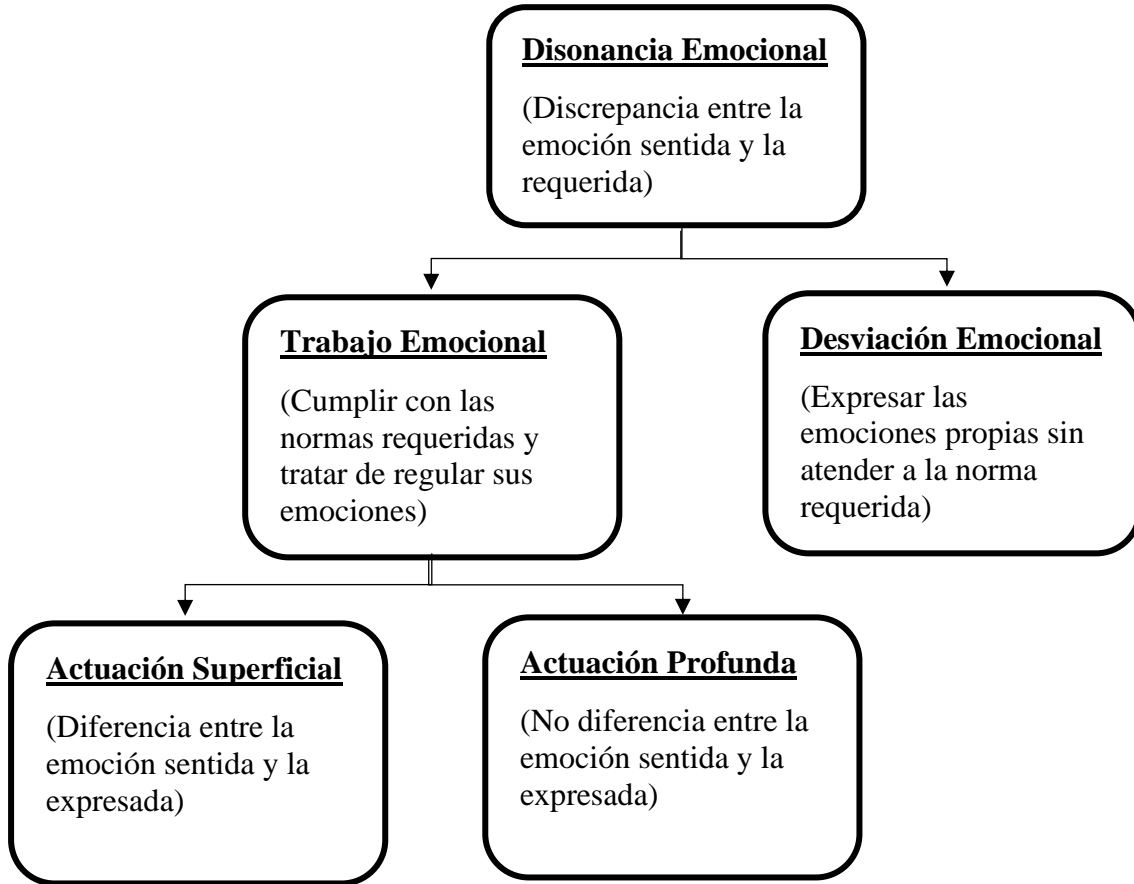 Disonancia Emocional
(Discrepancia entre la
emoción sentida y la
requerida)
Trabajo Emocional
(Cumplir con las
normas requeridas y
tratar de regular sus
emociones)
Desviación Emocional
(Expresar las
emociones propias sin
atender a la norma
requerida)
Actuación Superficial
(Diferencia entre la
emoción sentida y la
expresada)
Actuación Profunda
(No diferencia entre la
emoción sentida y la
expresada)